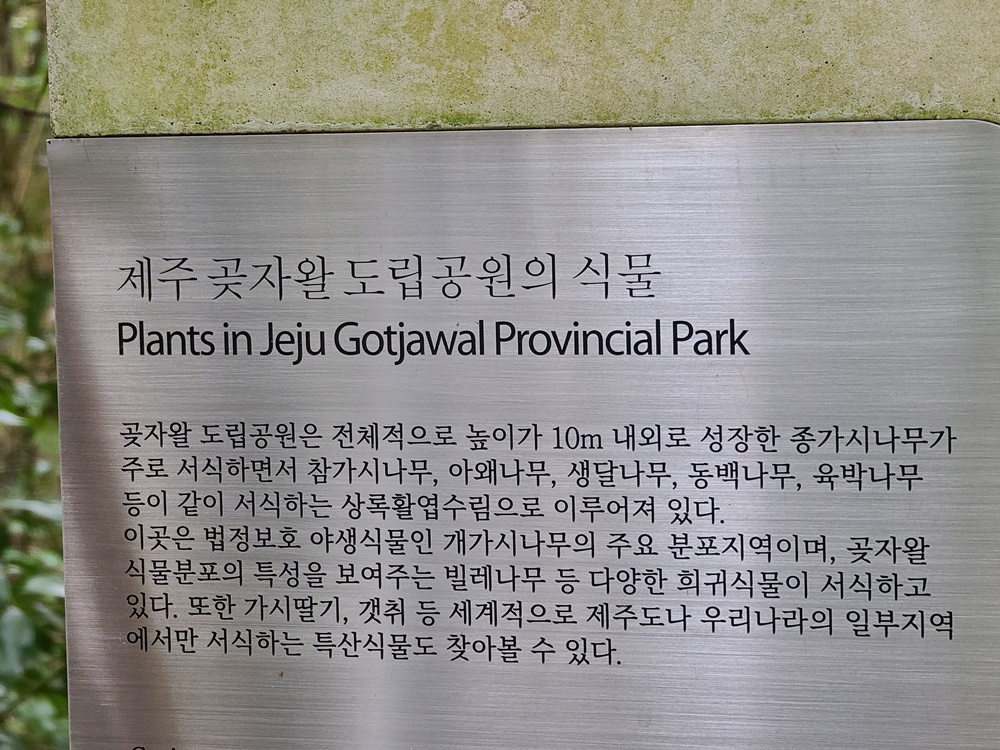 제주 곶자왈 도립공원의 식물
Plants in Jeju Gotjawal Provincial Park
곶자왈 도립공원은 전체적으로 높이가 10m 내외로 성장한 종가시나무가
주로 서식하면서 참가시나무, 아왜나무, 생달나무, 동백나무, 육박나무
등이 같이 서식하는 상록활엽수림으로 이루어져 있다.
이곳은 법정보호 야생식물인 개가시나무의 주요 분포지역이며, 곶자왈
식물분포의 특성을 보여주는 빌레나무 등 다양한 희귀식물이 서식하고
있다. 또한 가시딸기, 갯취 등 세계적으로 제주도나 우리나라의 일부지역
에서만 서식하는 특산식물도 찾아볼 수 있다.